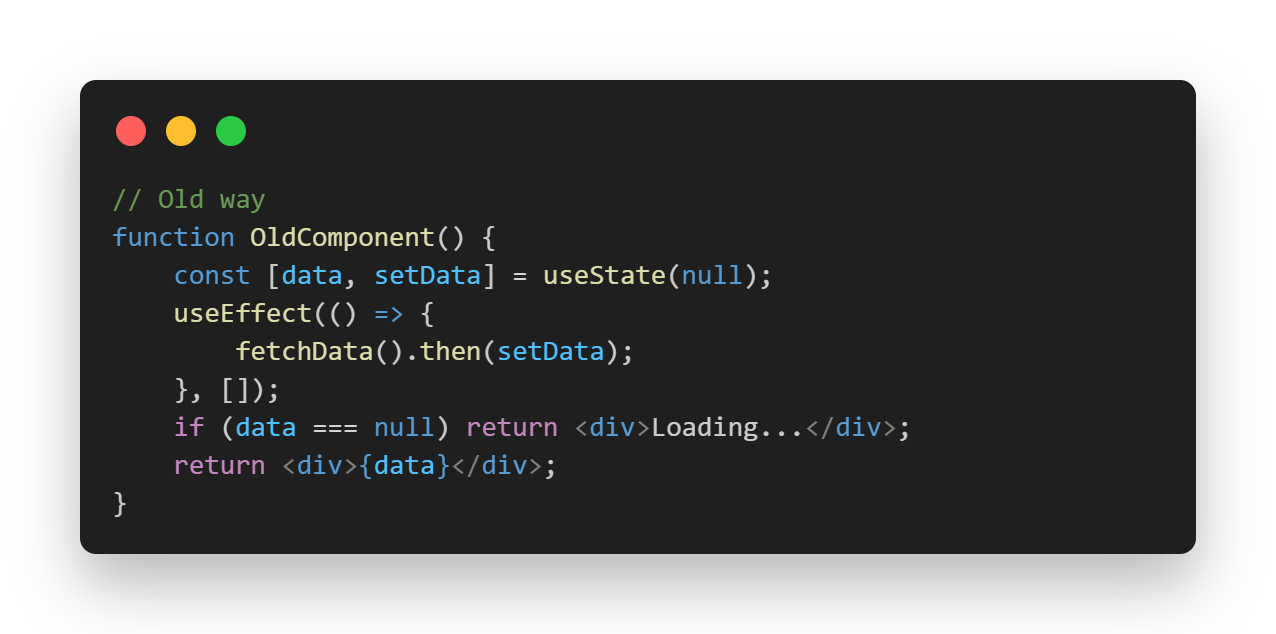 // Old way
function OldComponent() {
    const [data, setData] = useState(null);
    useEffect(() => {
        fetchData().then(setData);
    }, []);
    if (data === null) return <div>Loading...</div>;
    return <div>{data}</div>;
}